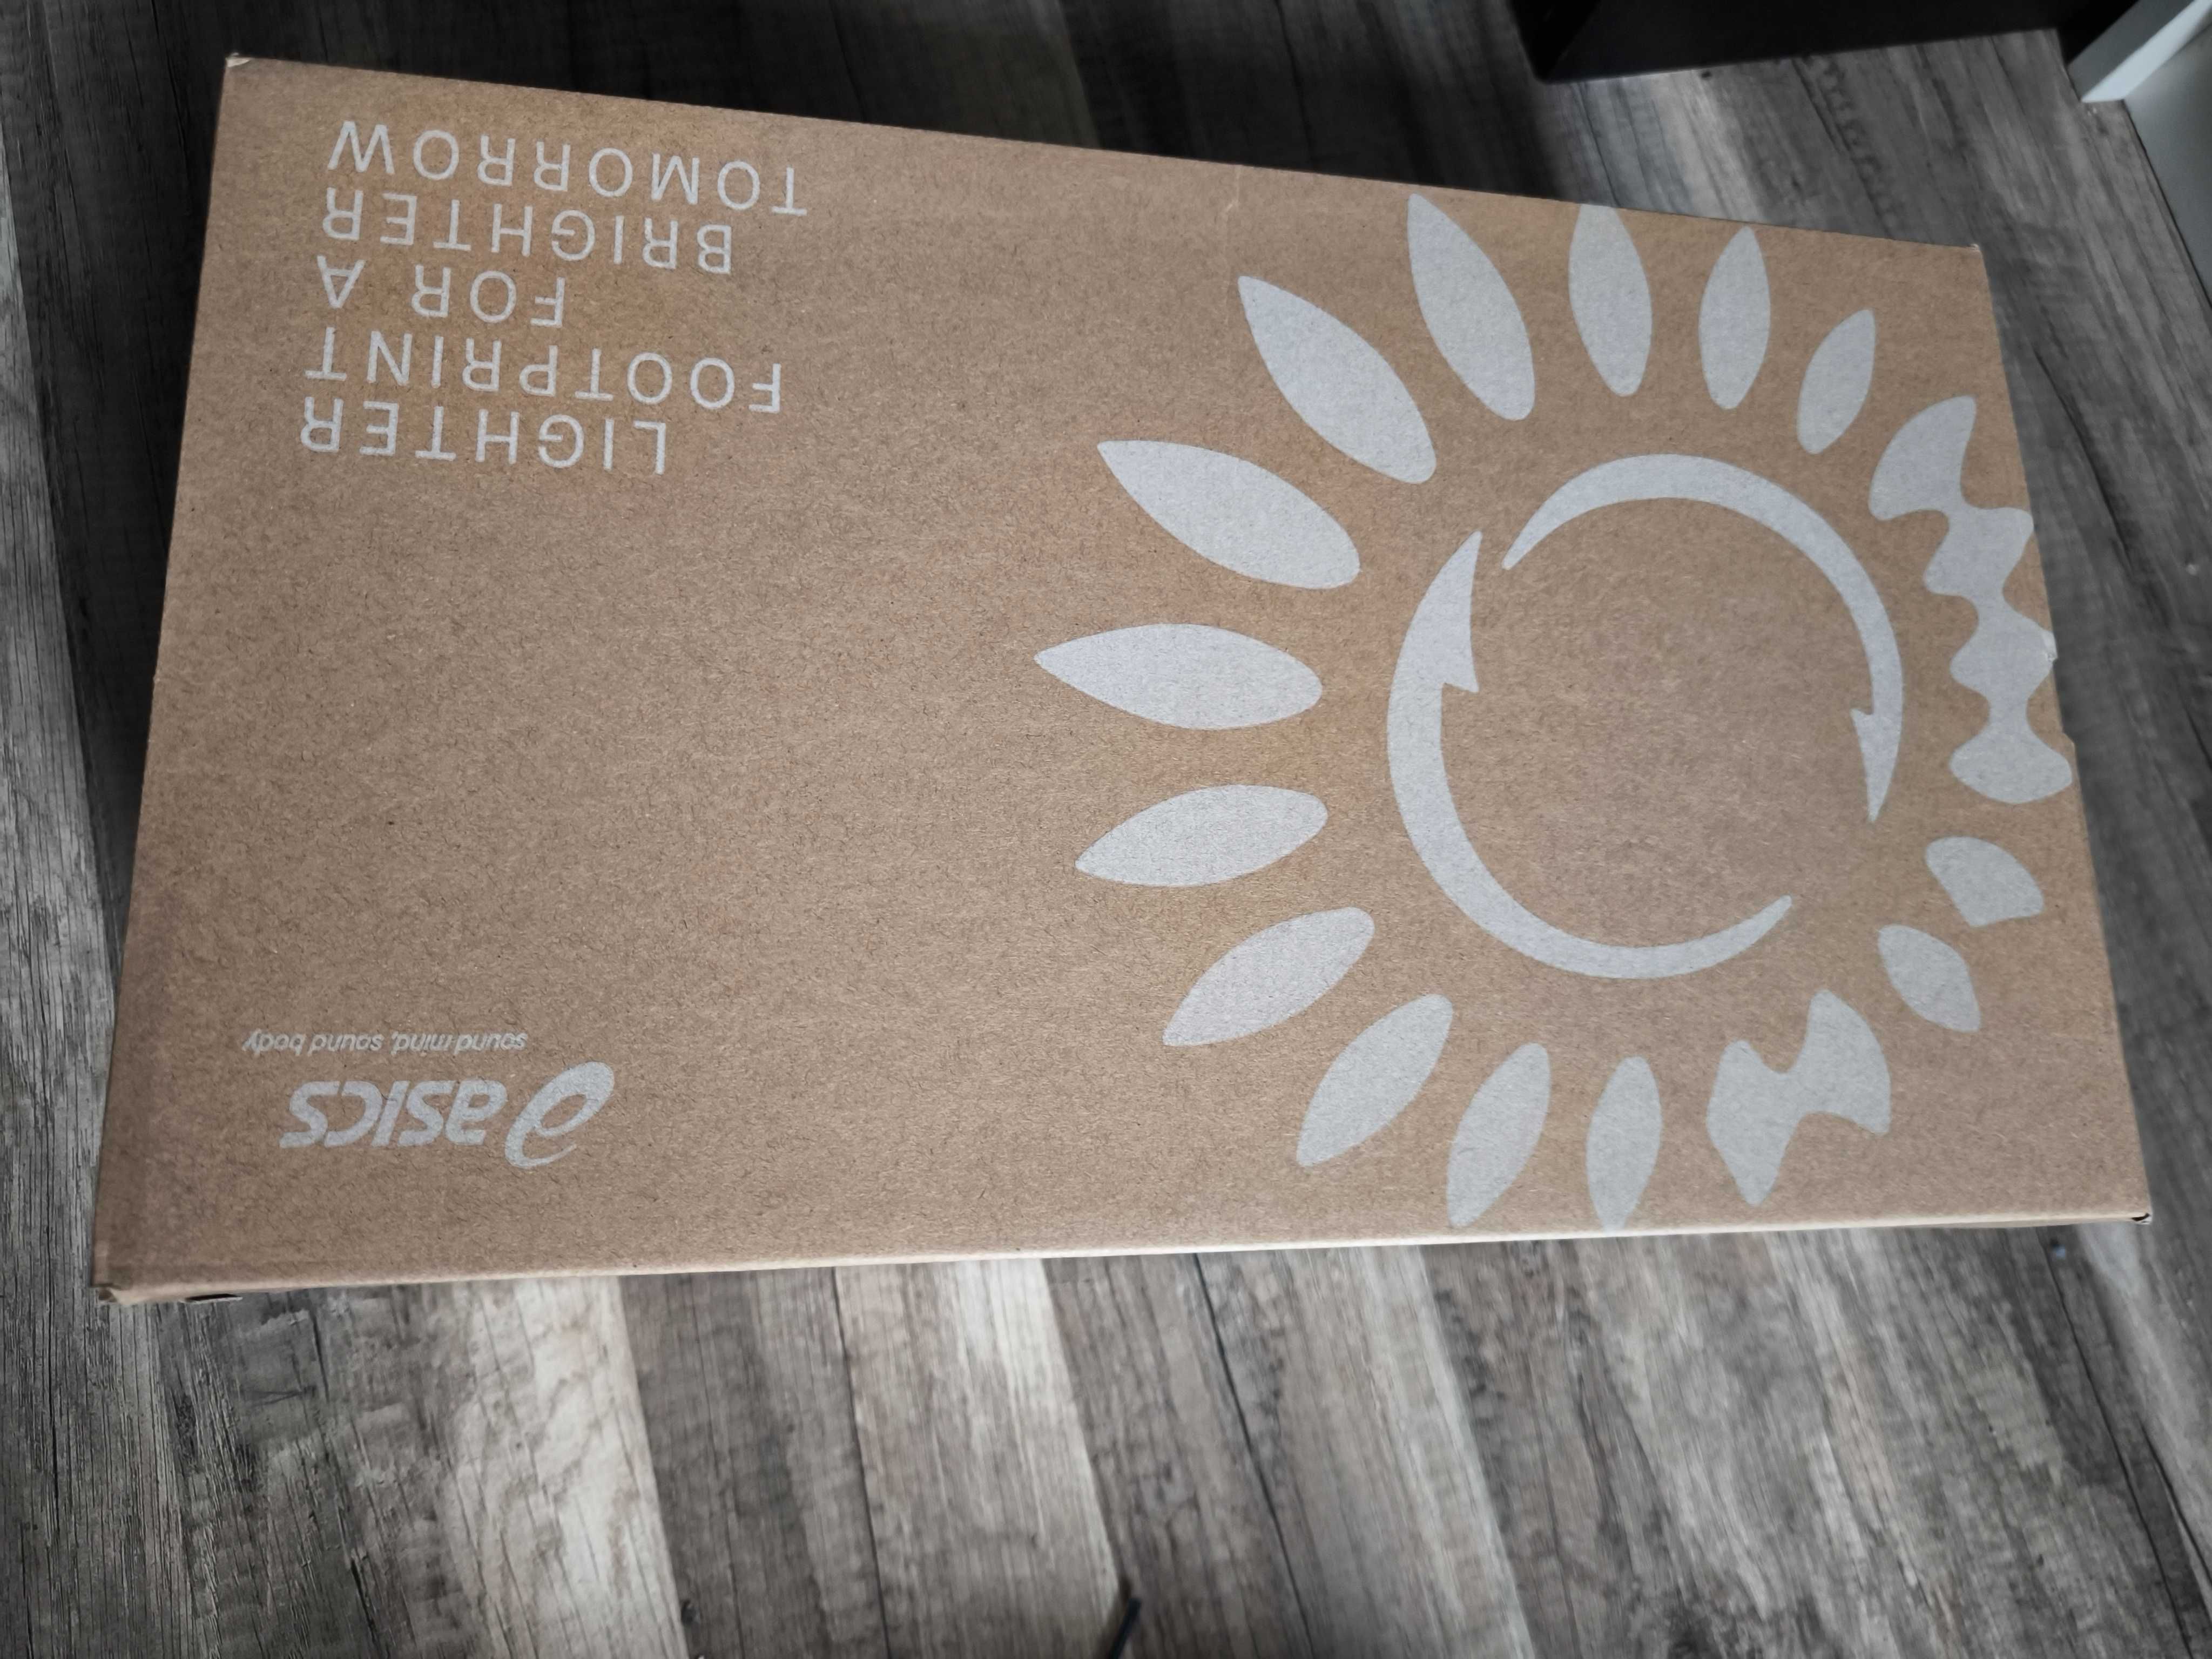 asics
sound mind, sound body
LIGHTER
FOOTPRINT
FOR A
BRIGHTER
TOMORROW